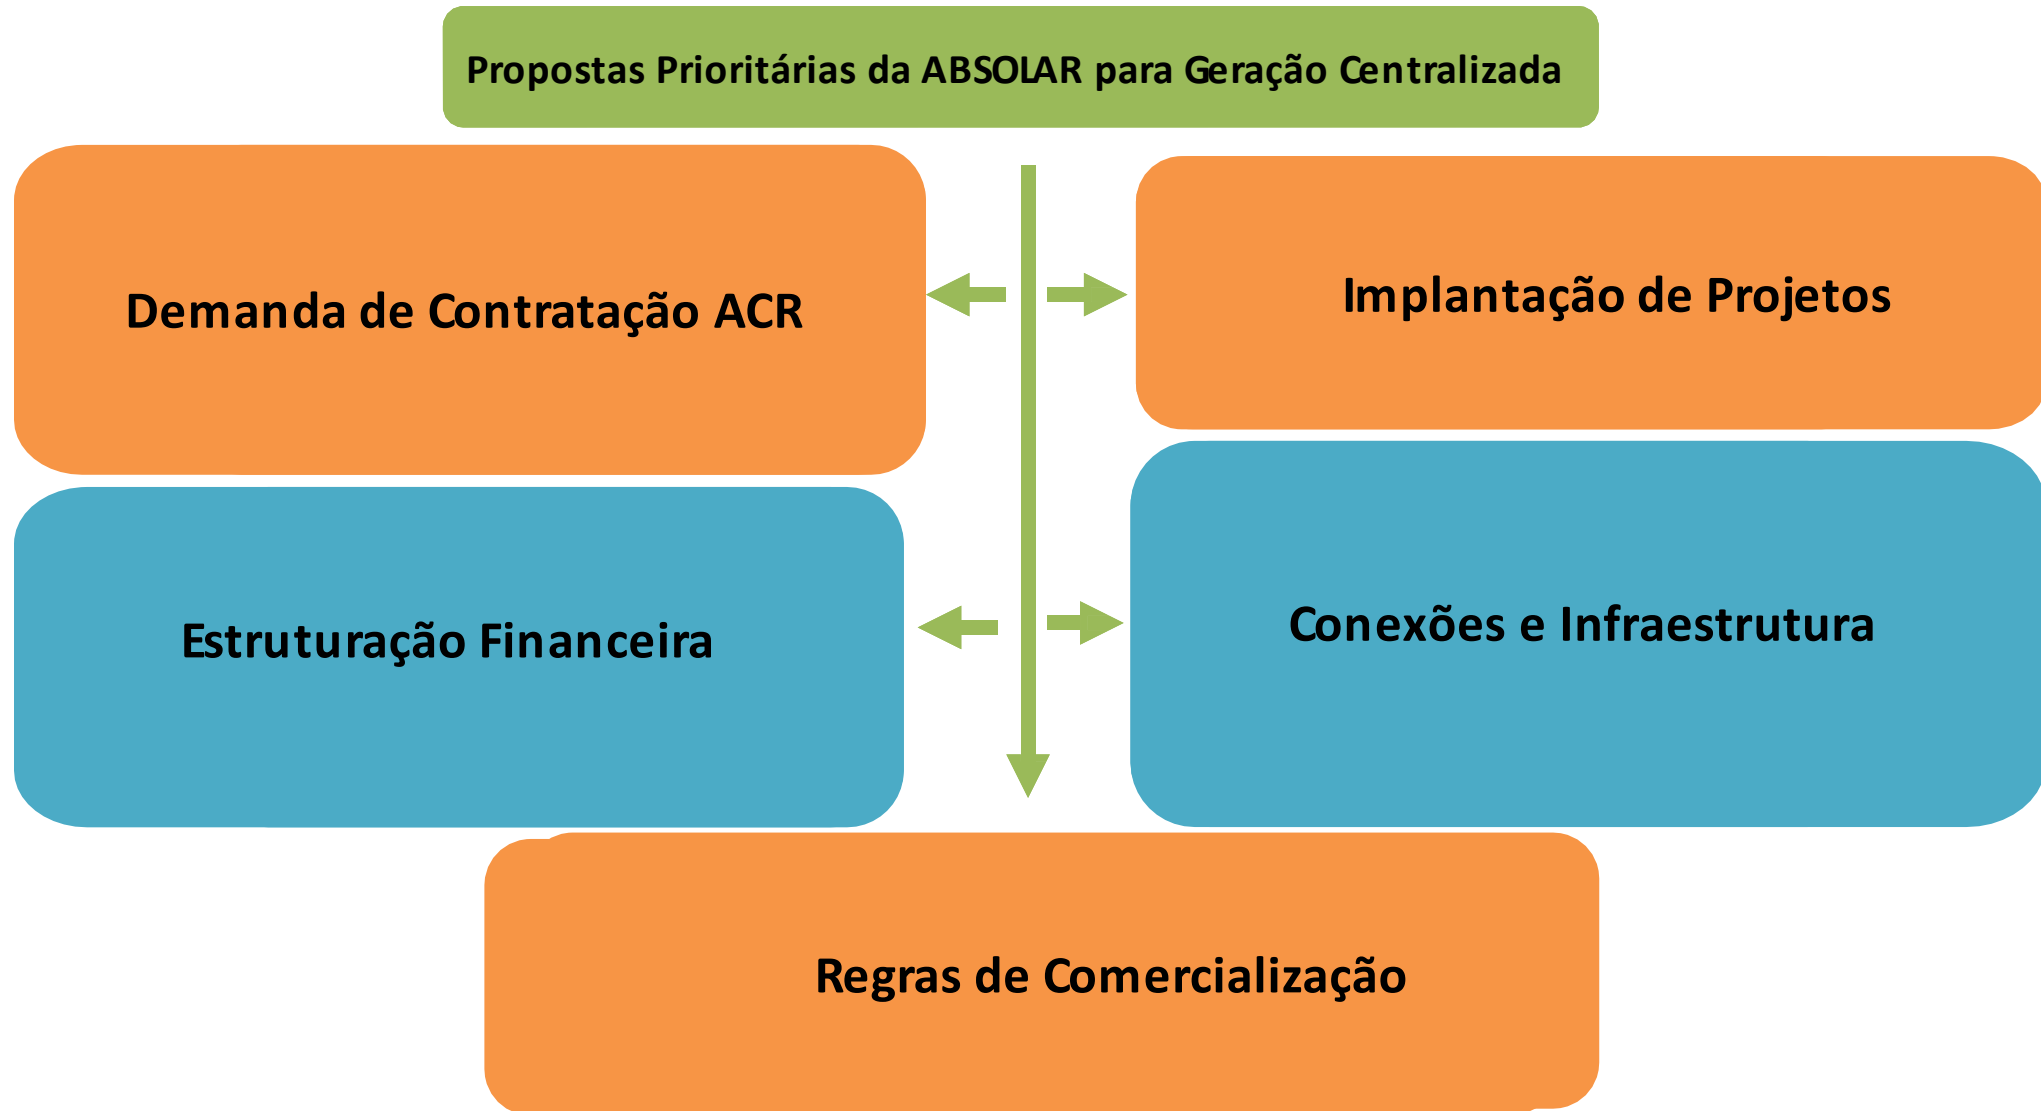 Propostas Prioritárias da ABSOLAR para Geração Centralizada
Demanda de Contratação ACR
Implantação de Projetos
Estruturação Financeira
Conexões e Infraestrutura
Regras de Comercialização